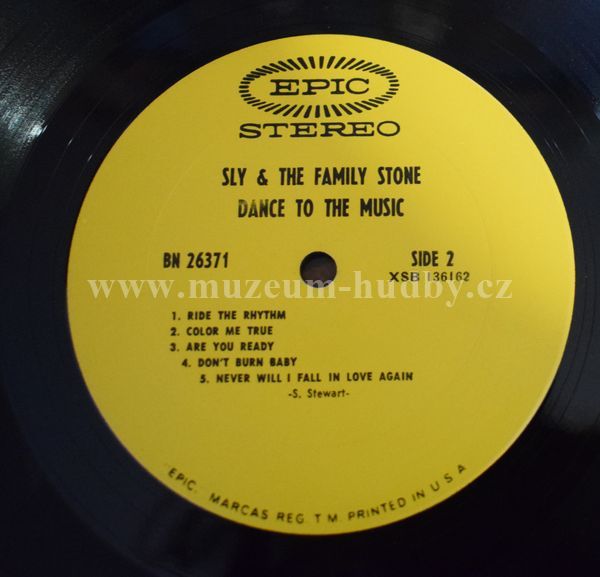 EPIC
STEREO
SLY & THE FAMILY STONE
DANCE TO THE MUSIC
BN 26371
SIDE 2
XSB 136162
www.muzeum-hudby.cz
1. RIDE THE RHYTHM
2. COLOR ME TRUE
3. ARE YOU READY
4. DON'T BURN BABY
5. NEVER WILL I FALL IN LOVE AGAIN
-S. Stewart-
EPIC. MARCAS REG. T M. PRINTED IN U S A